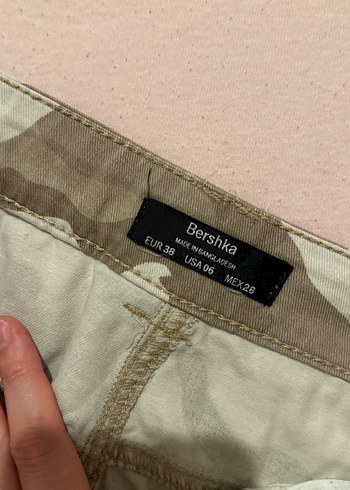 Bershka
MADE IN BANGLADESH
EUR 38 USA 06 MEX 28